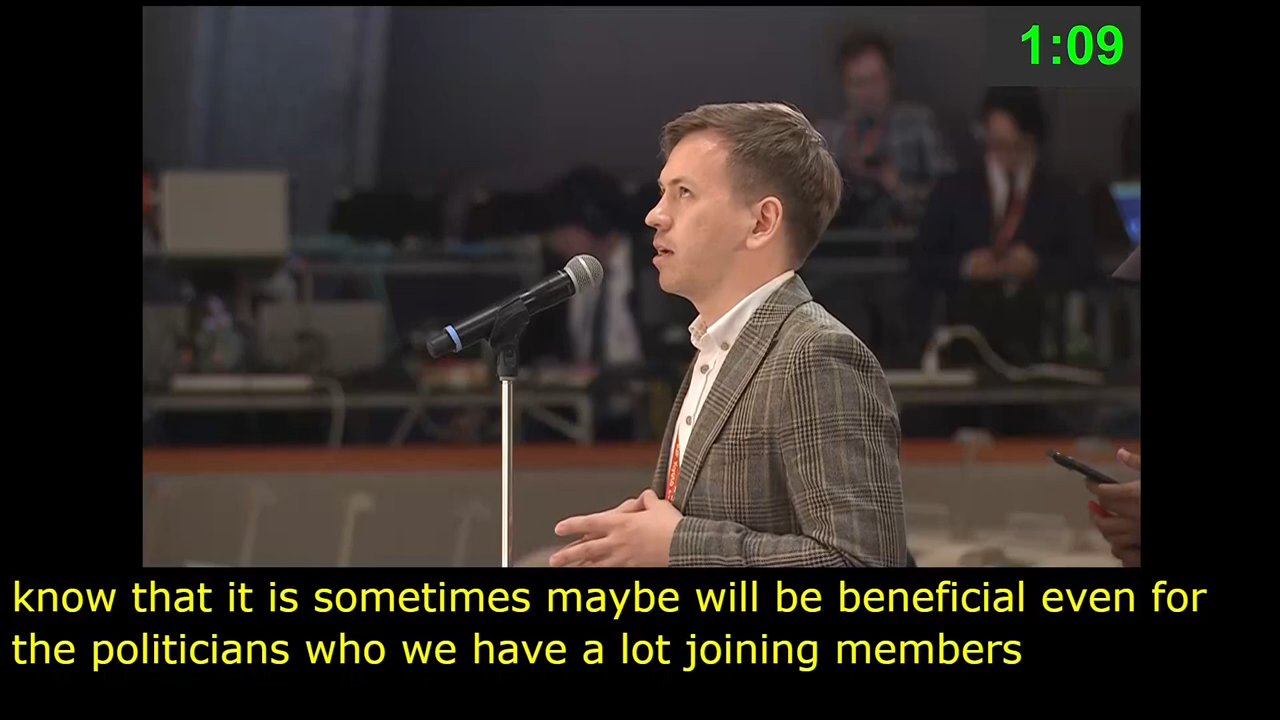 1:09
know that it is sometimes maybe will be beneficial even for
the politicians who we have a lot joining members